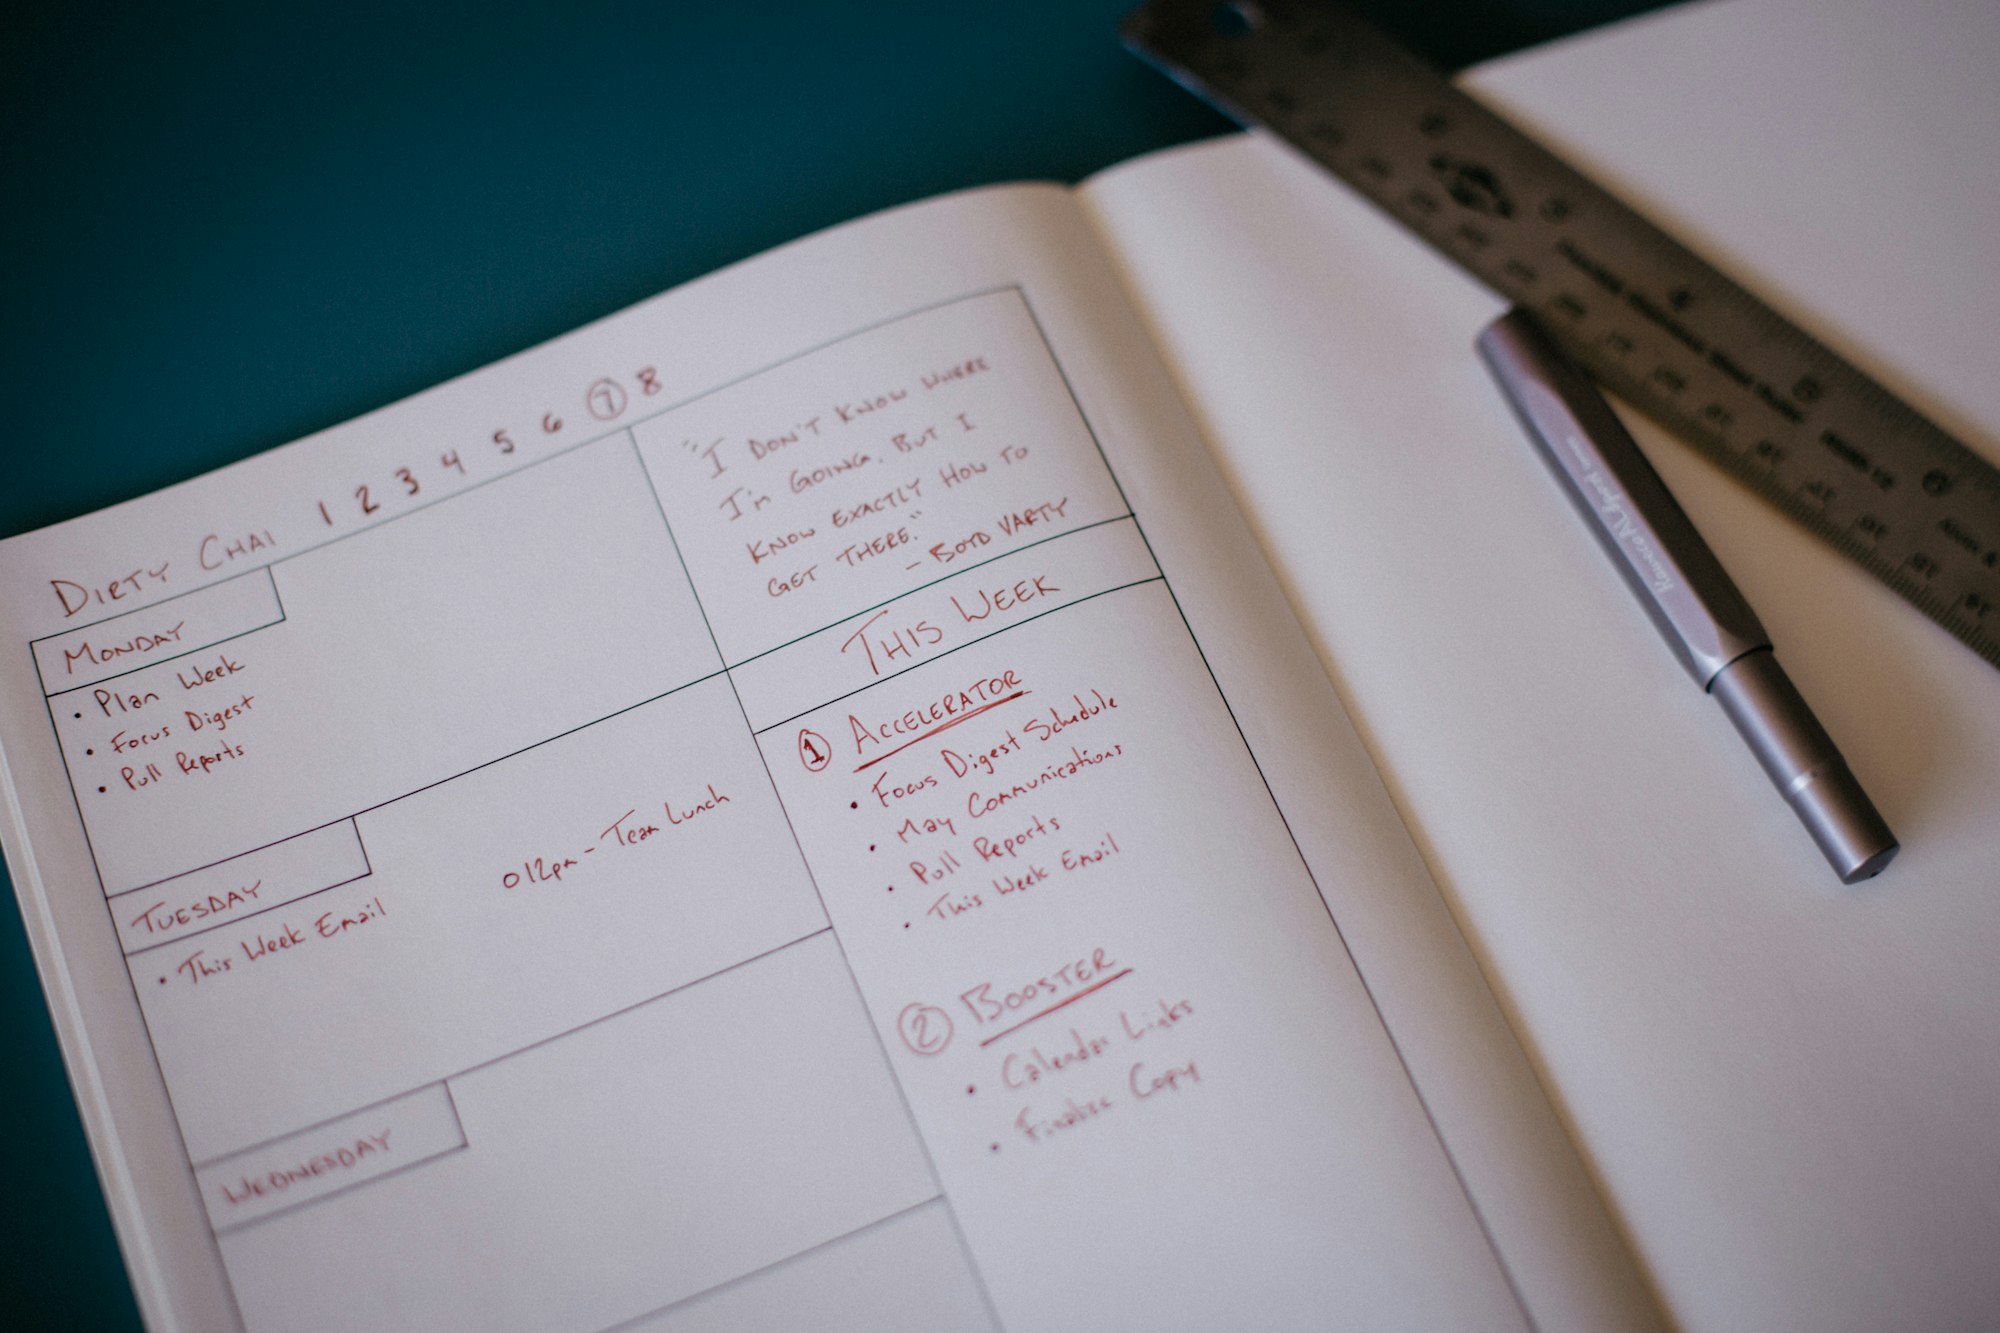 DIRTY CHAI 1 2 3 4 5 6 7 8
MONDAY
• Plan Week
• Focus Digest
• Pull Reports
TUESDAY
• This Week Email
o 12pm - Team Lunch
WEDNESDAY
"I DON'T KNOW WHERE
I'm GOING. BUT I
KNOW EXACTLY HOW TO
GET THERE."
- BOYD VARTY
THIS WEEK
1 ACCELERATOR
• Focus Digest Schedule
• May Communications
• Pull Reports
• This Week Email
2 BOOSTER
• Calendar Links
• Finalize Copy
Kaweco AL Sport